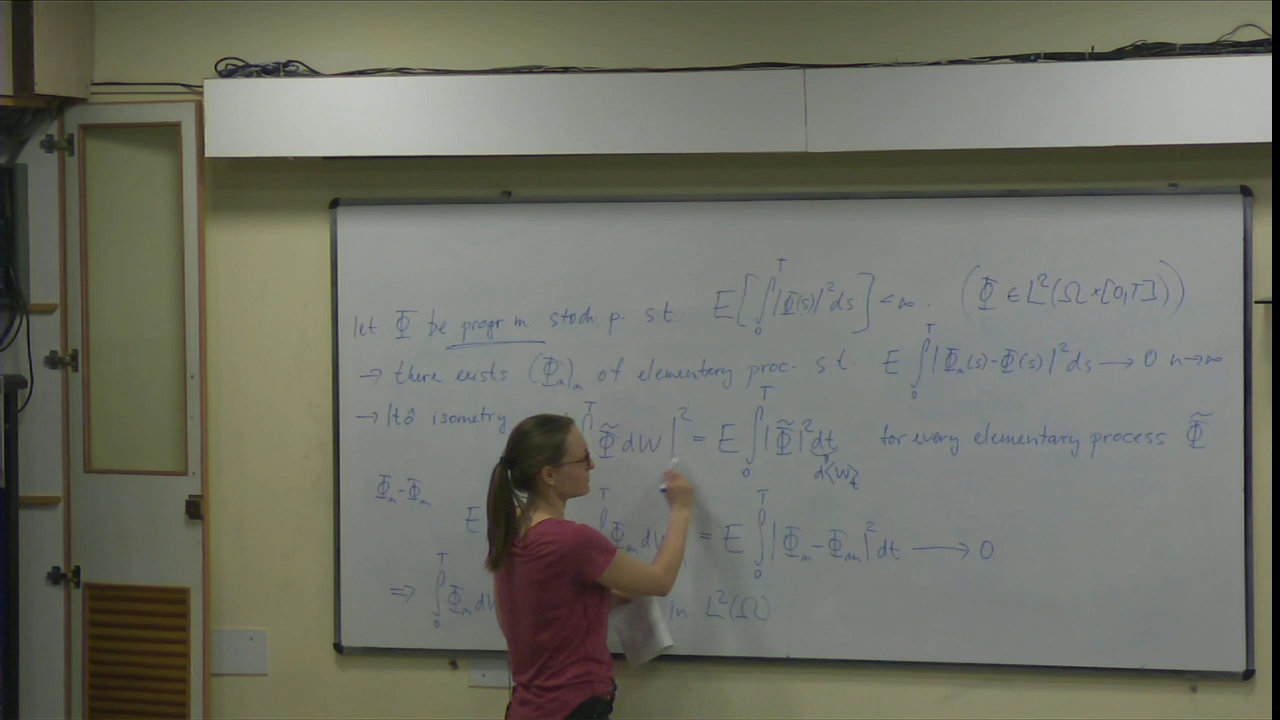 let Φ be progr m stoch p. s.t E[∫₀ᵀ |Φ(s)|² ds] < ∞. (Φ ∈ L²(Ω×[0,T]))
→ there exists (Φₙ)ₙ of elementary proc. s.t. E ∫₀ᵀ |Φₙ(s) - Φ(s)|² ds → 0 n→∞
→ Itô isometry ᵀ Φ̃ dW |² = E ∫₀ᵀ |Φ̃|² dt for every elementary process Φ̃
d⟨W⟩ₜ
Φₙ - Φₘ
E ᵀ Φₘ dW = E ∫₀ᵀ |Φₙ - Φₘ|² dt → 0
⇒ ∫₀ᵀ Φₙ dW in L²(Ω)